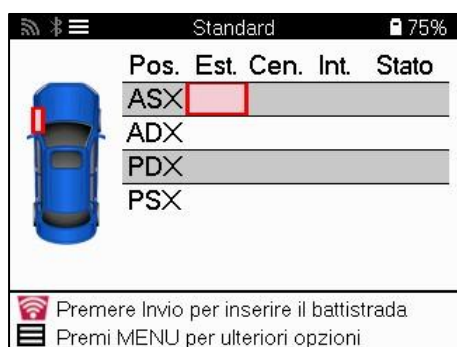 Standard 75%
Pos. Est. Cen. Int. Stato
ASX
ADX
PDX
PSX
Premere Invio per inserire il battistrada
Premi MENU per ulteriori opzioni